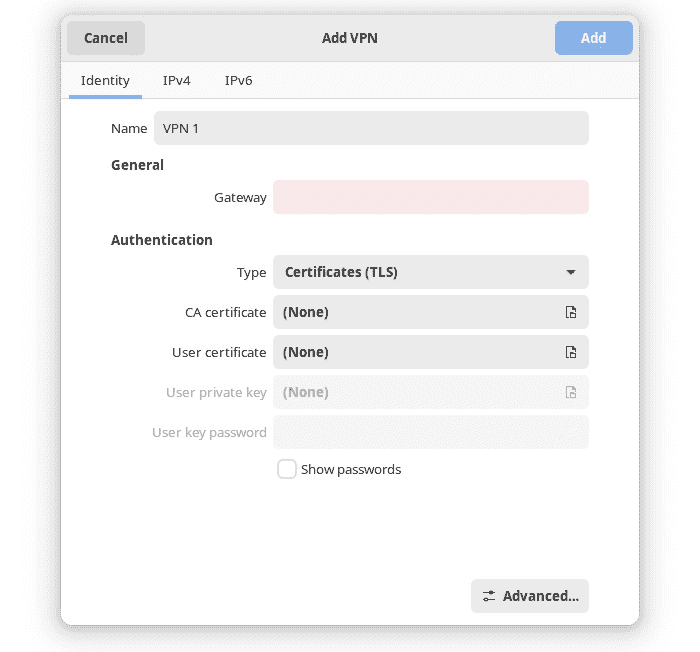 Cancel Add VPN Add
Identity IPv4 IPv6
Name VPN 1
General
Gateway
Authentication
Type Certificates (TLS)
CA certificate (None)
User certificate (None)
User private key (None)
User key password
Show passwords
Advanced...